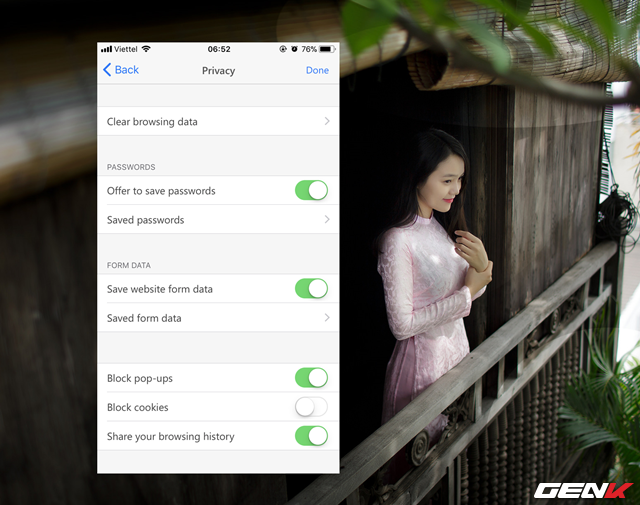 Viettel 06:52 76%
Back Privacy Done
Clear browsing data
PASSWORDS
Offer to save passwords
Saved passwords
FORM DATA
Save website form data
Saved form data
Block pop-ups
Block cookies
Share your browsing history
GENK